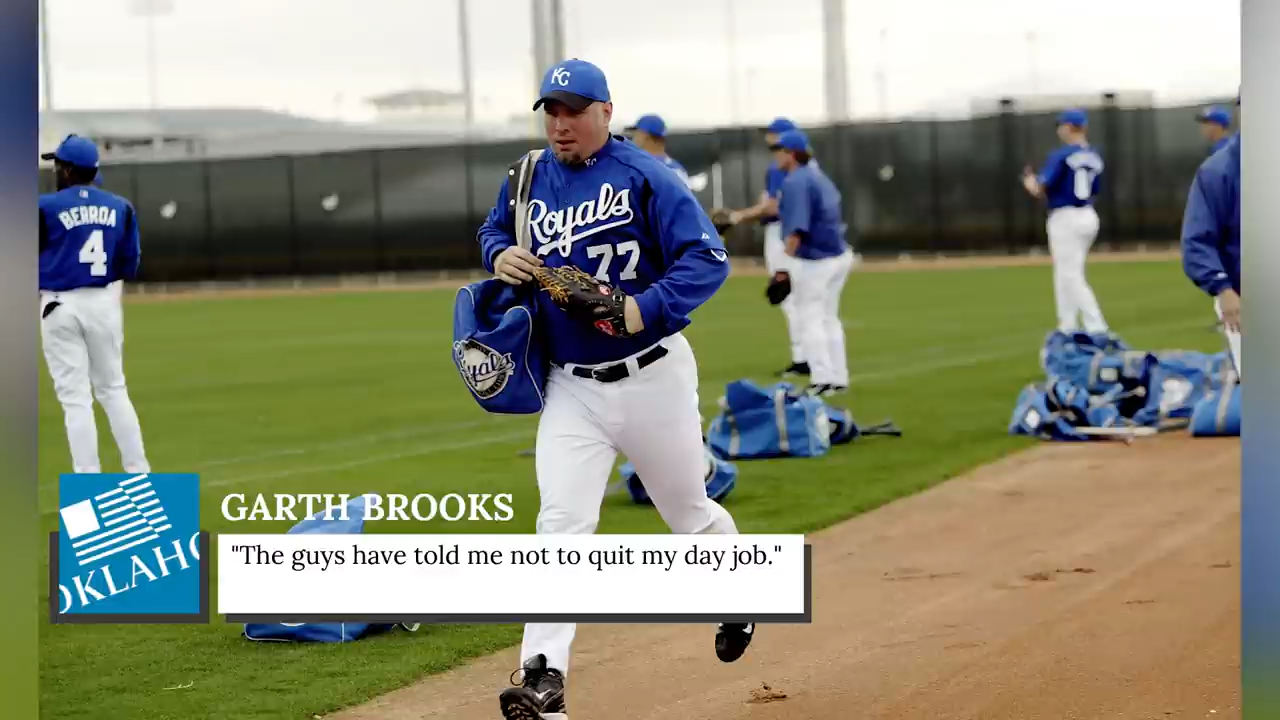 KC
BERROA
4
KC
Royals
77
Royals
GARTH BROOKS
"The guys have told me not to quit my day job."
OKLAHO